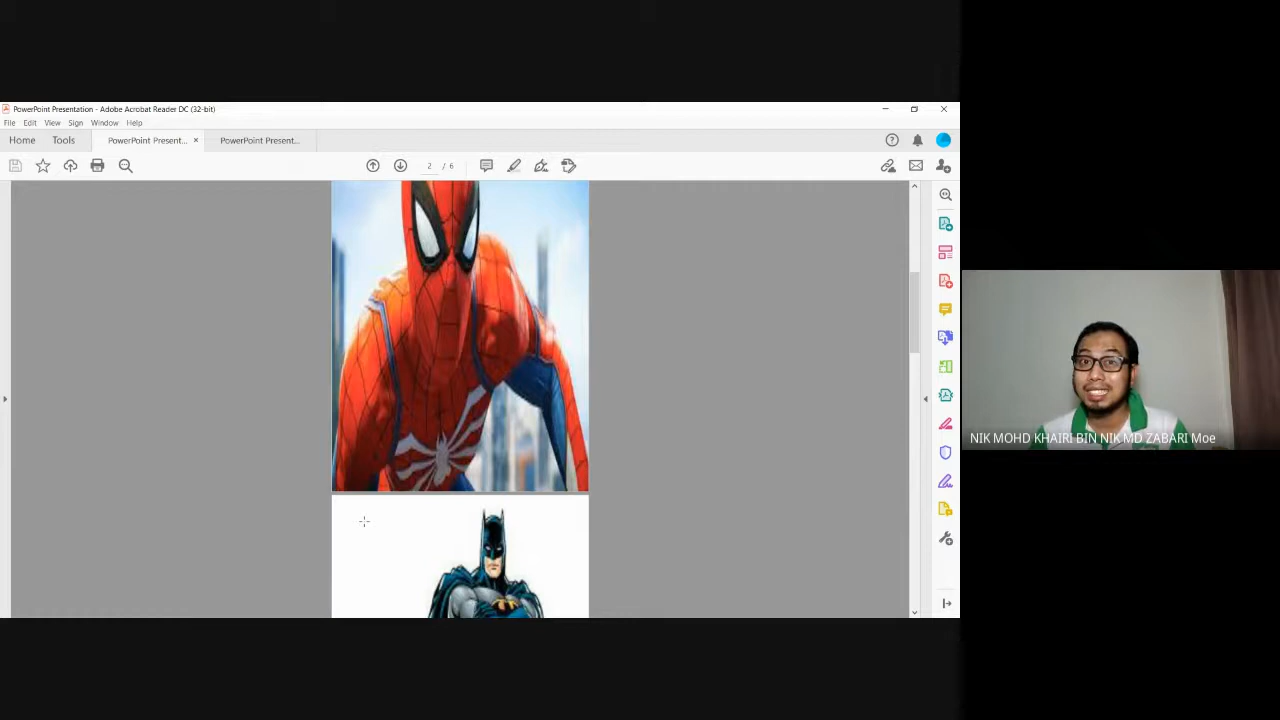 PowerPoint Presentation - Adobe Acrobat Reader DC (32-bit)
File Edit View Sign Window Help
Home Tools PowerPoint Present... × PowerPoint Present...
2 / 6
NIK MOHD KHAIRI BIN NIK MD ZABARI Moe